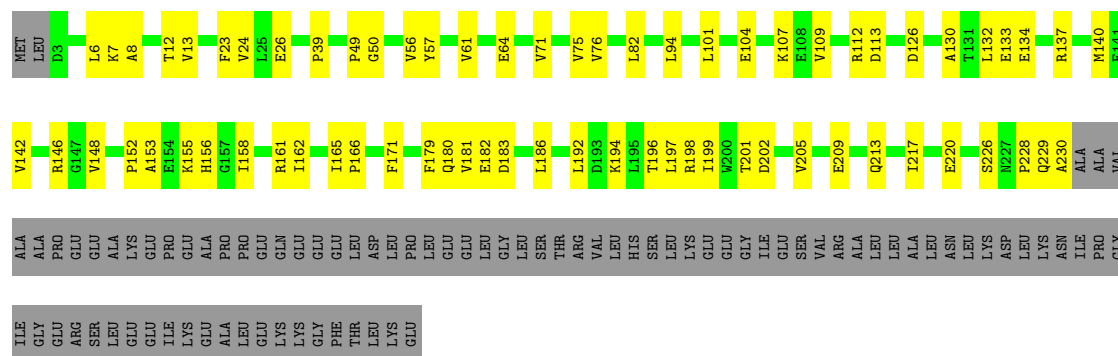 MET LEU D3 L6 K7 A8 T12 V13 F23 V24 L25 E26 P39 P49 G50 V56 Y57 V61 E64 V71 V75 V76 L82 L94 L101 E104 K107 E108 V109 R112 D113 D126 A130 T131 L132 E133 E134 R137 M140 E141
V142 R146 G147 V148 P152 A153 E154 K155 H156 G157 I158 R161 I162 I165 P166 F171 F179 Q180 V181 E182 D183 L186 L192 D193 K194 L195 T196 L197 R198 I199 W200 T201 D202 V205 E209 Q213 I217 E220 S226 N227 P228 Q229 A230 ALA ALA VAL
ALA ALA PRO GLU GLU ALA LYS GLU PRO GLU ALA PRO PRO GLU GLN GLU GLU GLU LEU ASP LEU PRO LEU GLN GLU LEU GLY LEU SER THR ARG VAL LEU HIS SER LEU LYS GLU GLU GLY ILE GLU SER VAL ARG ALA LEU LEU ALA LEU ASN LEU LYS ASP LEU LYS ASN ILE PRO GLY
ILE GLY GLU ARG SER LEU GLU GLU ILE LYS GLU ALA LEU GLU LYS LYS GLY PHE THR LEU LYS GLU